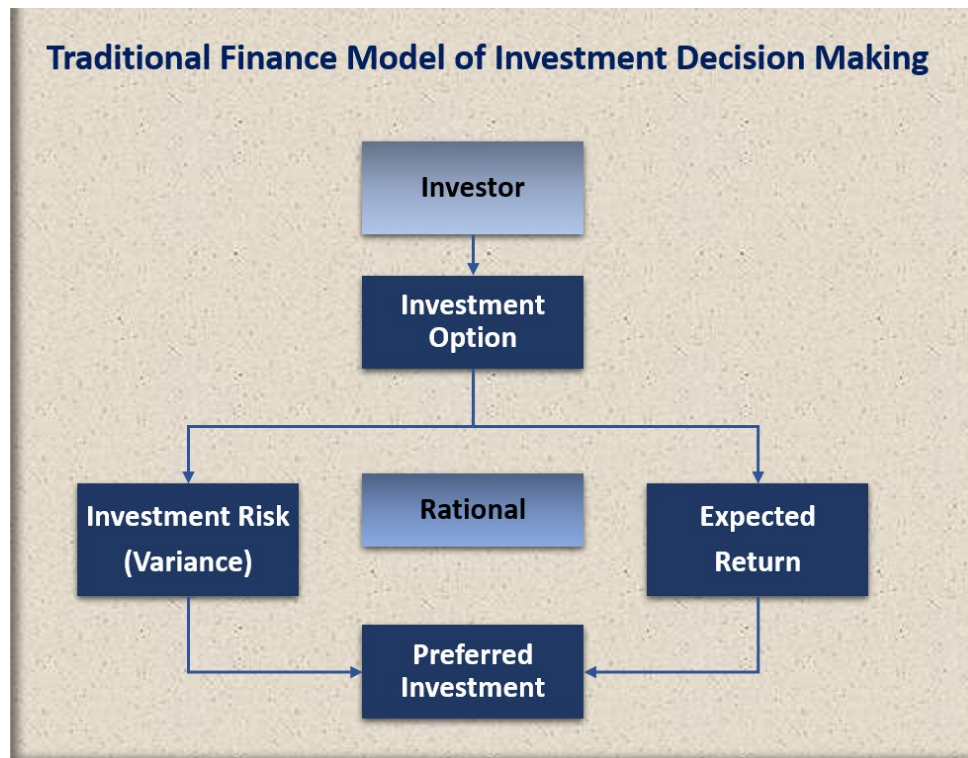 Traditional Finance Model of Investment Decision Making
Investor
Investment
Option
Investment Risk
(Variance)
Rational
Expected
Return
Preferred
Investment